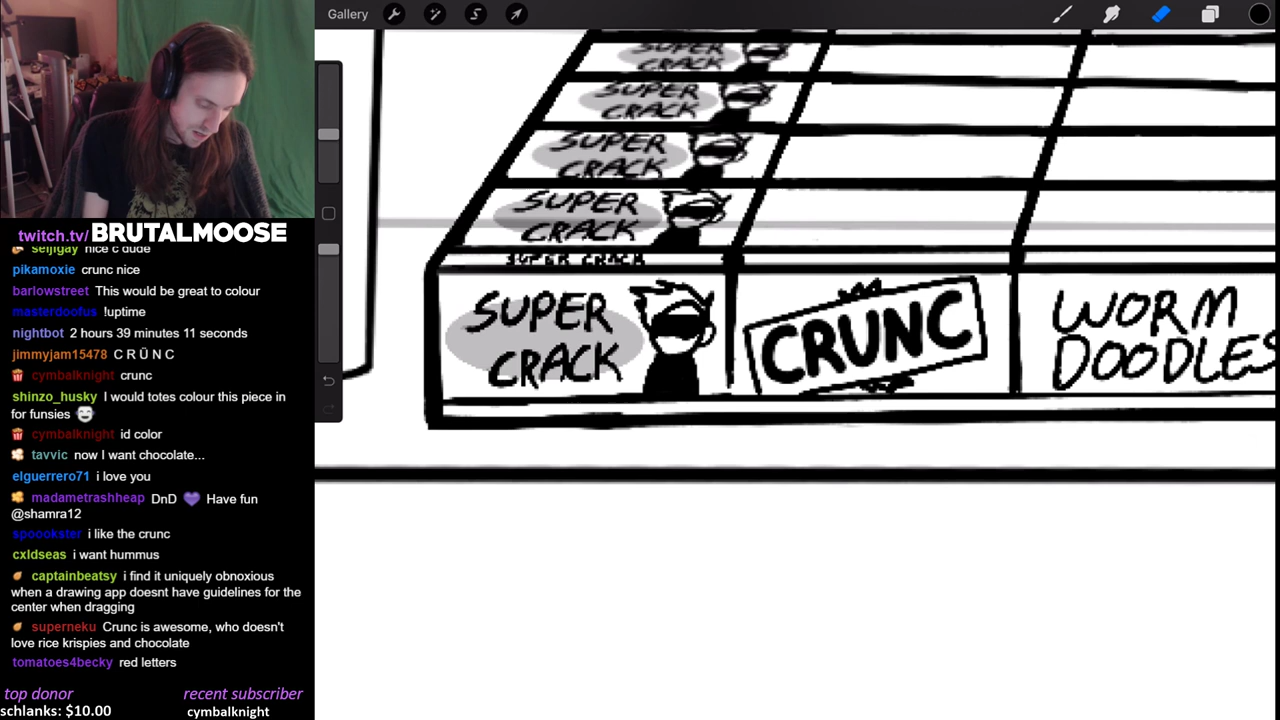 Gallery
SUPER
CRACK
SUPER
CRACK
SUPER
CRACK
SUPER
CRACK
SUPER CRACK
SUPER
CRACK
CRUNC
WORM
DOODLES
twitch.tv/BRUTALMOOSE
seijigay nice c dude
pikamoxie crunc nice
barlowstreet This would be great to colour
masterdoofus !uptime
nightbot 2 hours 39 minutes 11 seconds
jimmyjam15478 C R Ü N C
cymbalknight crunc
shinzo_husky I would totes colour this piece in
for funsies
cymbalknight id color
tavvic now I want chocolate...
elguerrero71 i love you
madametrashheap DnD 💜 Have fun
@shamra12
spoookster i like the crunc
cxldseas i want hummus
captainbeatsy i find it uniquely obnoxious
when a drawing app doesnt have guidelines for the
center when dragging
superneku Crunc is awesome, who doesn't
love rice krispies and chocolate
tomatoes4becky red letters
top donor
schlanks: $10.00
recent subscriber
cymbalknight